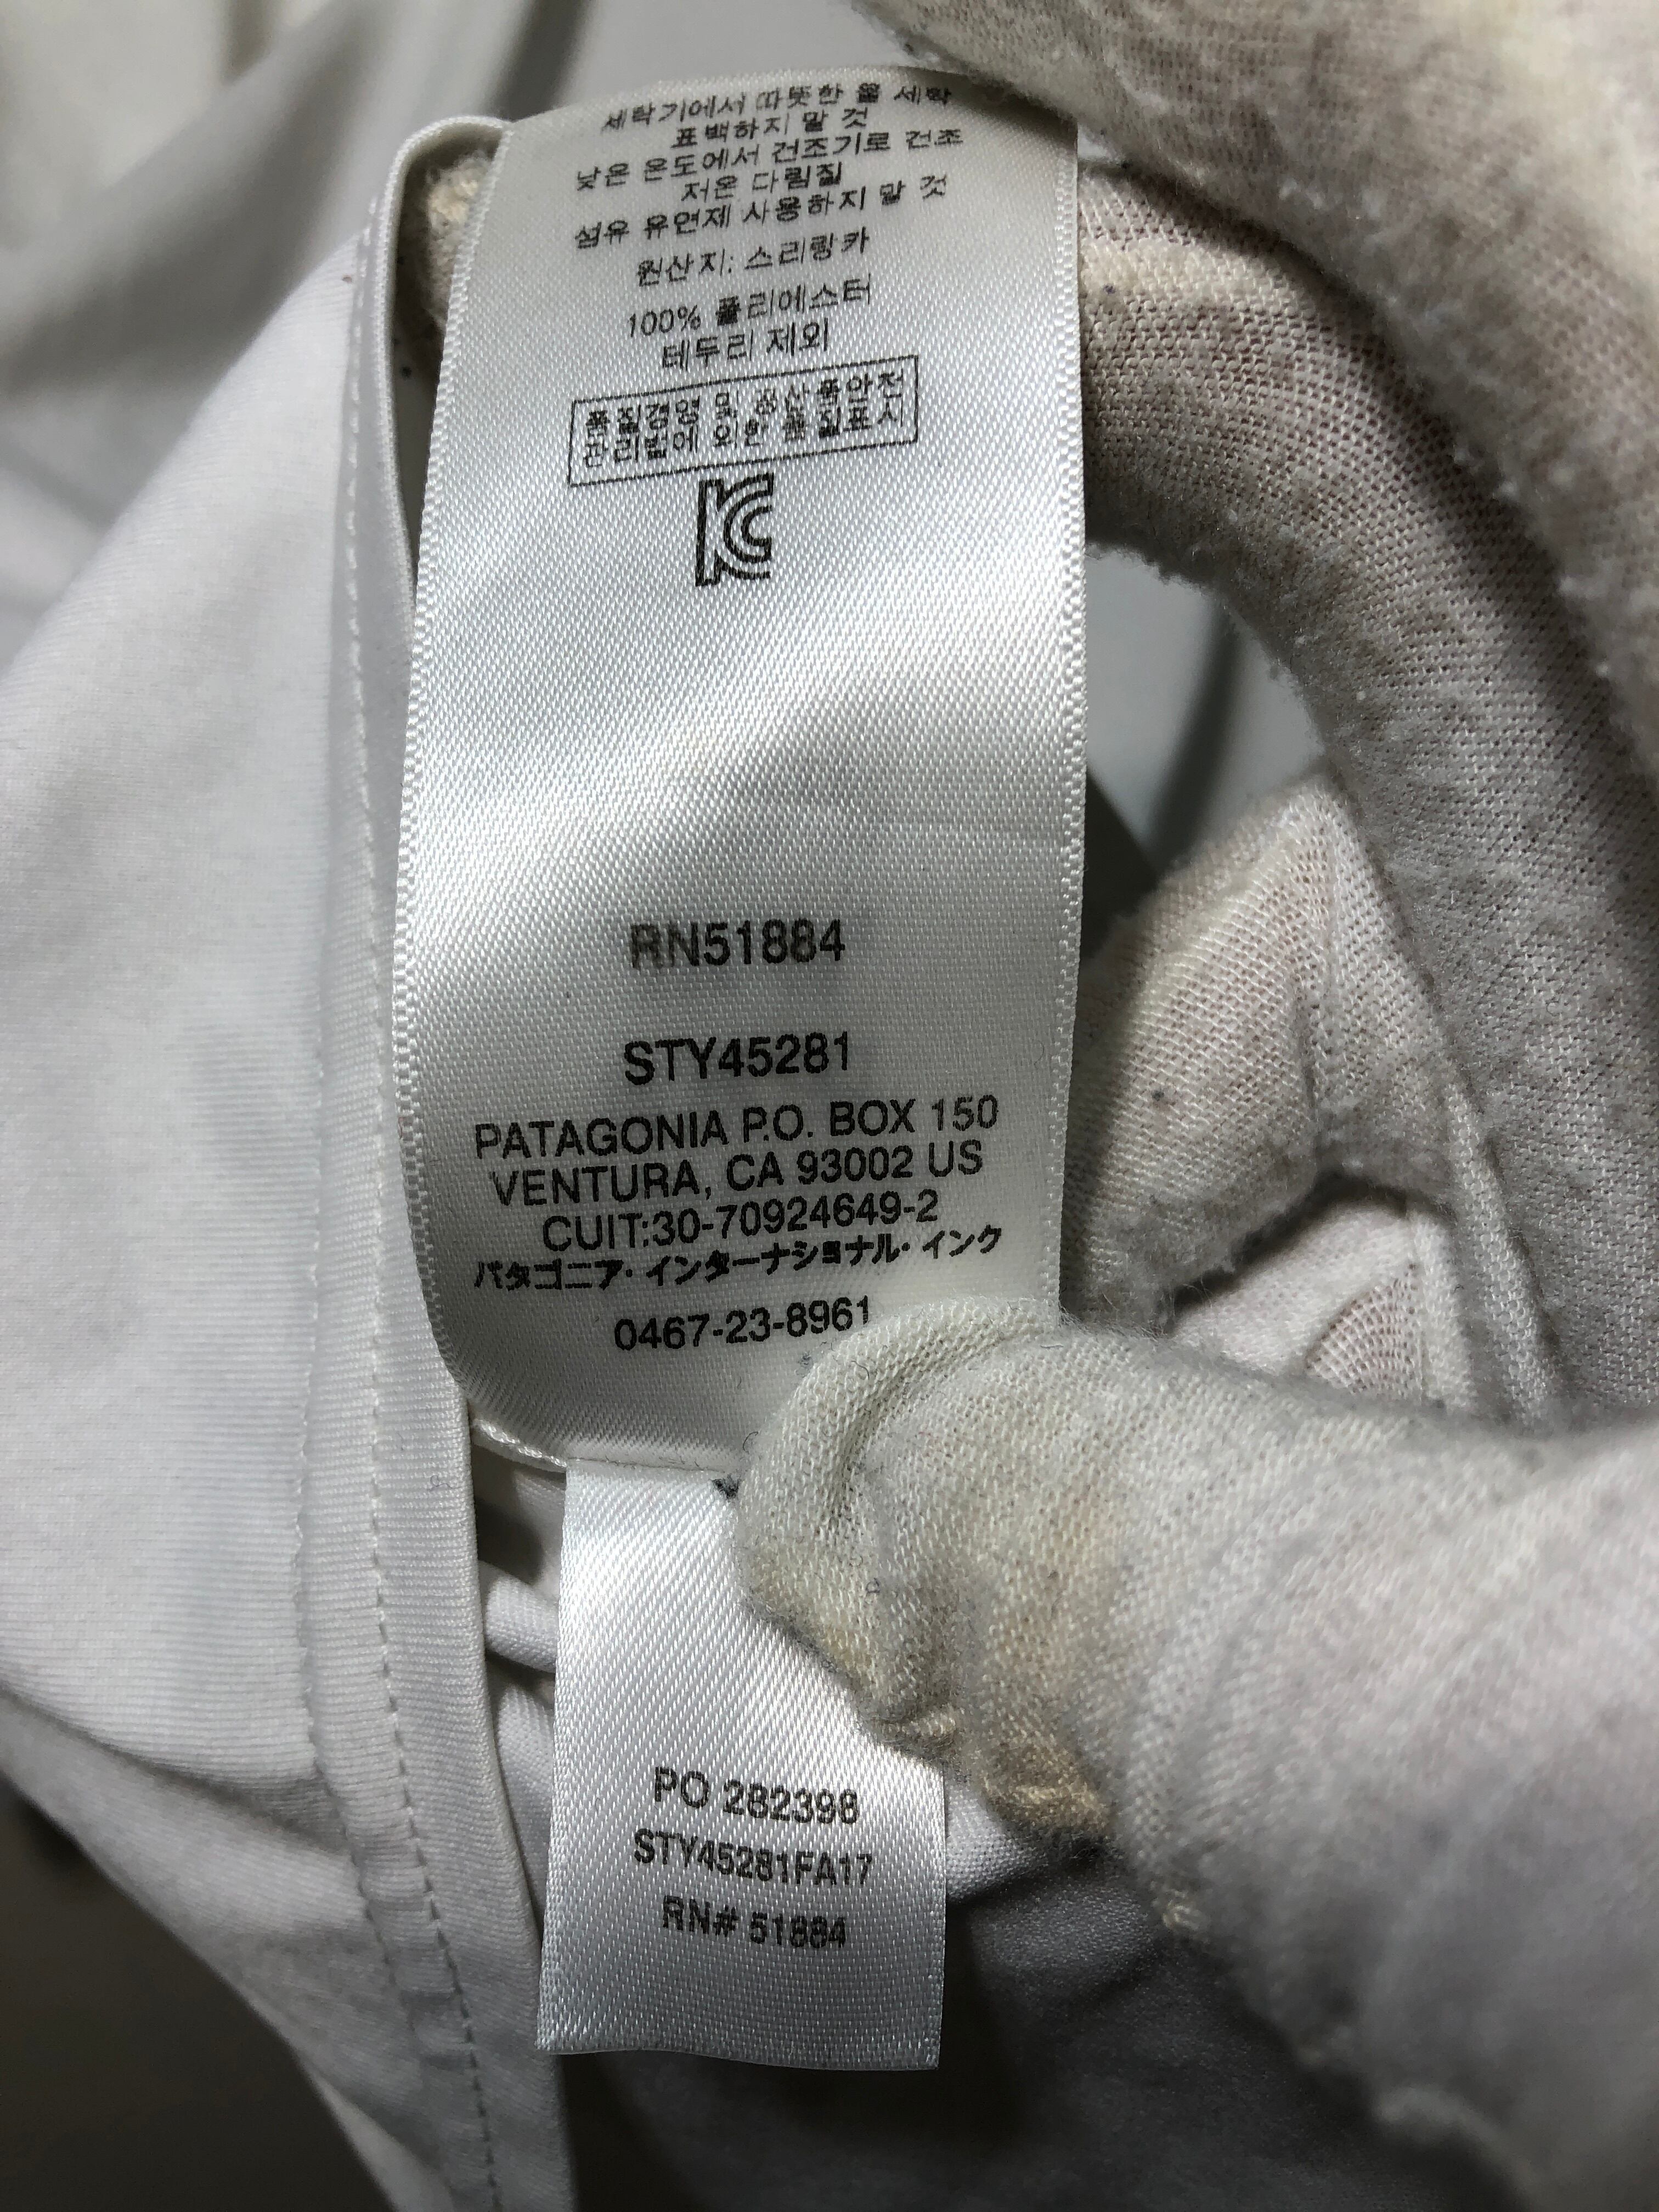 세탁기에서 따뜻한 물 세탁
표백하지 말 것
낮은 온도에서 건조기로 건조
저온 다림질
섬유 유연제 사용하지 말 것
원산지: 스리랑카
100% 폴리에스터
테두리 제외
품질경영 및 공산품안전
관리법에 의한 품질표시
KC
RN51884
STY45281
PATAGONIA P.O. BOX 150
VENTURA, CA 93002 US
CUIT:30-70924649-2
パタゴニア・インターナショナル・インク
0467-23-8961
PO 282398
STY45281FA17
RN# 51884